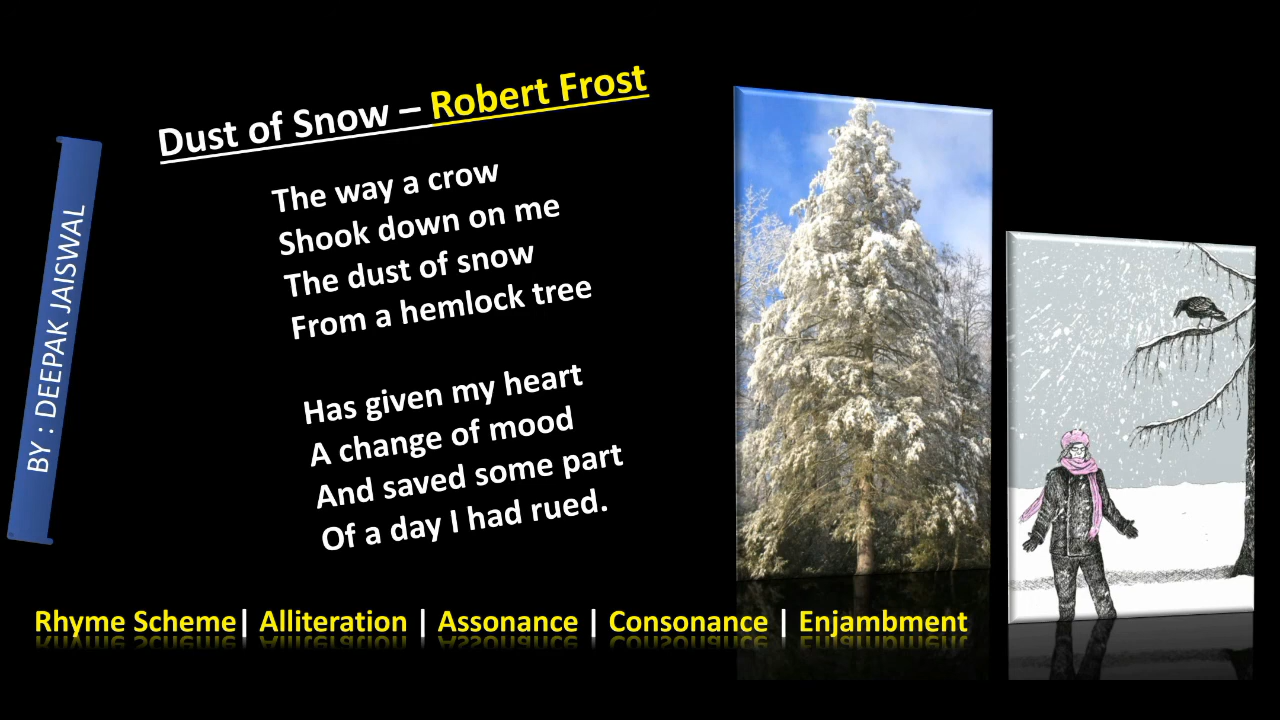 Dust of Snow – Robert Frost
BY : DEEPAK JAISWAL
The way a crow
Shook down on me
The dust of snow
From a hemlock tree
Has given my heart
A change of mood
And saved some part
Of a day I had rued.
Rhyme Scheme| Alliteration | Assonance | Consonance | Enjambment